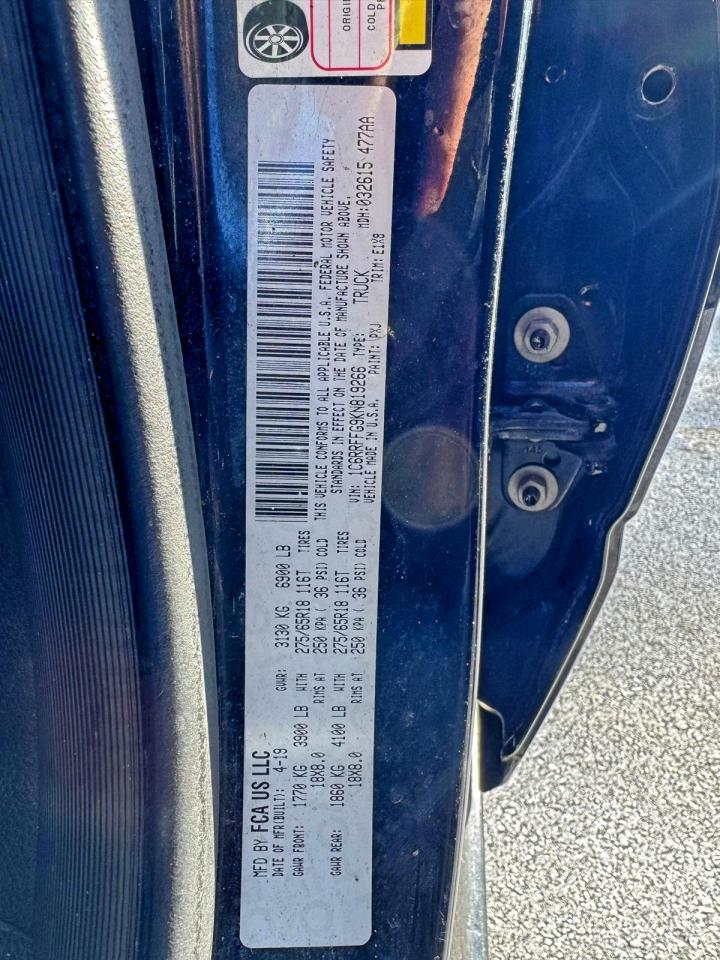 ORIGI
COLD
MFD BY FCA US LLC
DATE OF MFR(BUILT): 4-19 GVWR: 3130 KG 6900 LB
GAWR FRONT: 1770 KG 3900 LB WITH 275/65R18 116T TIRES
18X8.0 RIMS AT 250 KPA ( 36 PSI) COLD
GAWR REAR: 1860 KG 4100 LB WITH 275/65R18 116T TIRES
18X8.0 RIMS AT 250 KPA ( 36 PSI) COLD
THIS VEHICLE CONFORMS TO ALL APPLICABLE U.S.A. FEDERAL MOTOR VEHICLE SAFETY
STANDARDS IN EFFECT ON THE DATE OF MANUFACTURE SHOWN ABOVE.
VIN: 1C6RRFFG9KN819266 TYPE: TRUCK MDH:032615 477AA
VEHICLE MADE IN U.S.A. PAINT: PXJ TRIM: E1X8